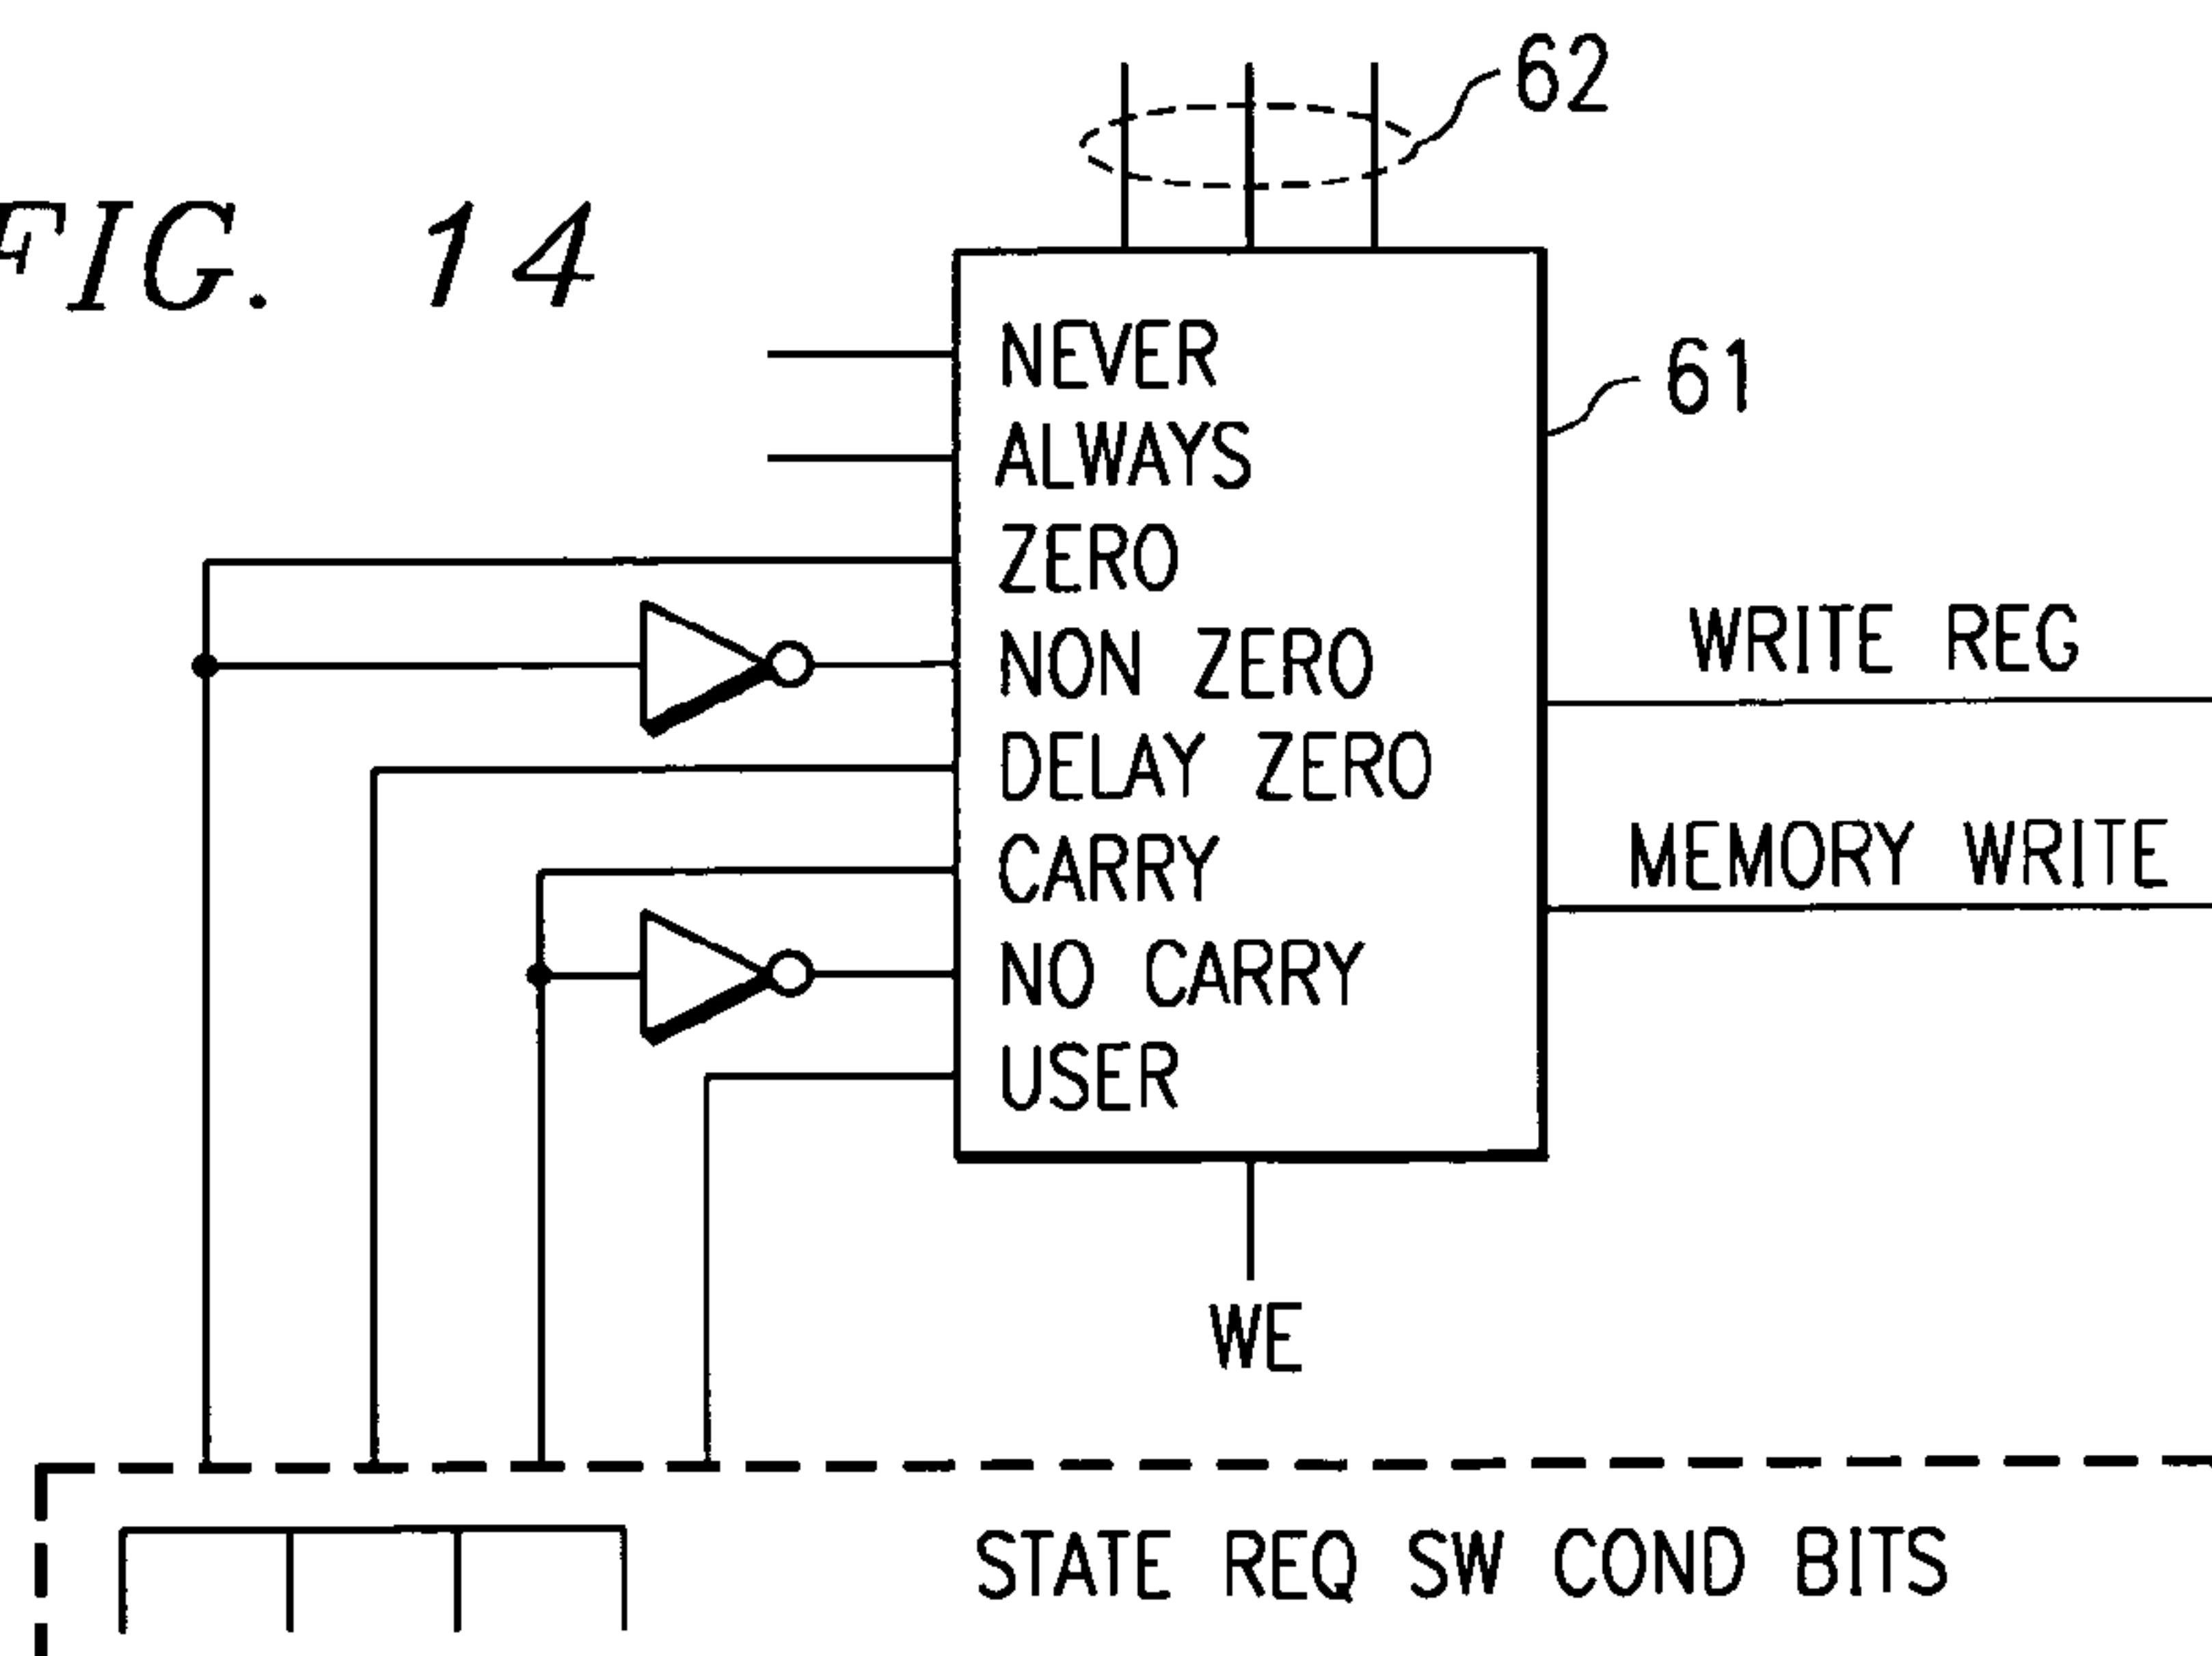 62
FIG. 14
NEVER
61
ALWAYS
ZERO
NON ZERO
WRITE REG
DELAY ZERO
CARRY
MEMORY WRITE
NO CARRY
USER
WE
STATE REQ SW COND BITS